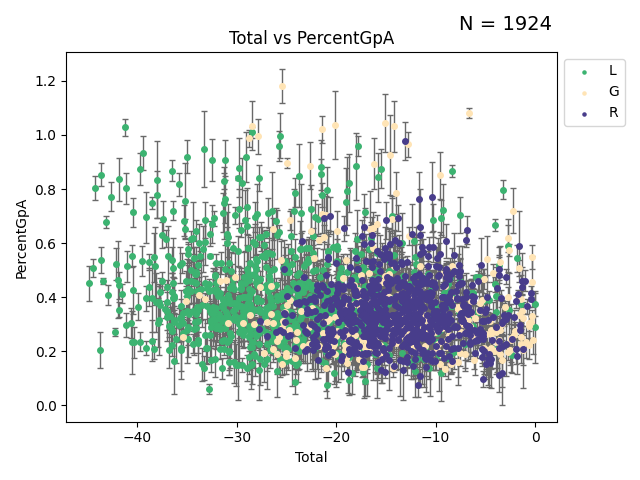 N = 1924
Total vs PercentGpA
L
G
R
PercentGpA
1.2
1.0
0.8
0.6
0.4
0.2
0.0
−40
−30
−20
−10
0
Total